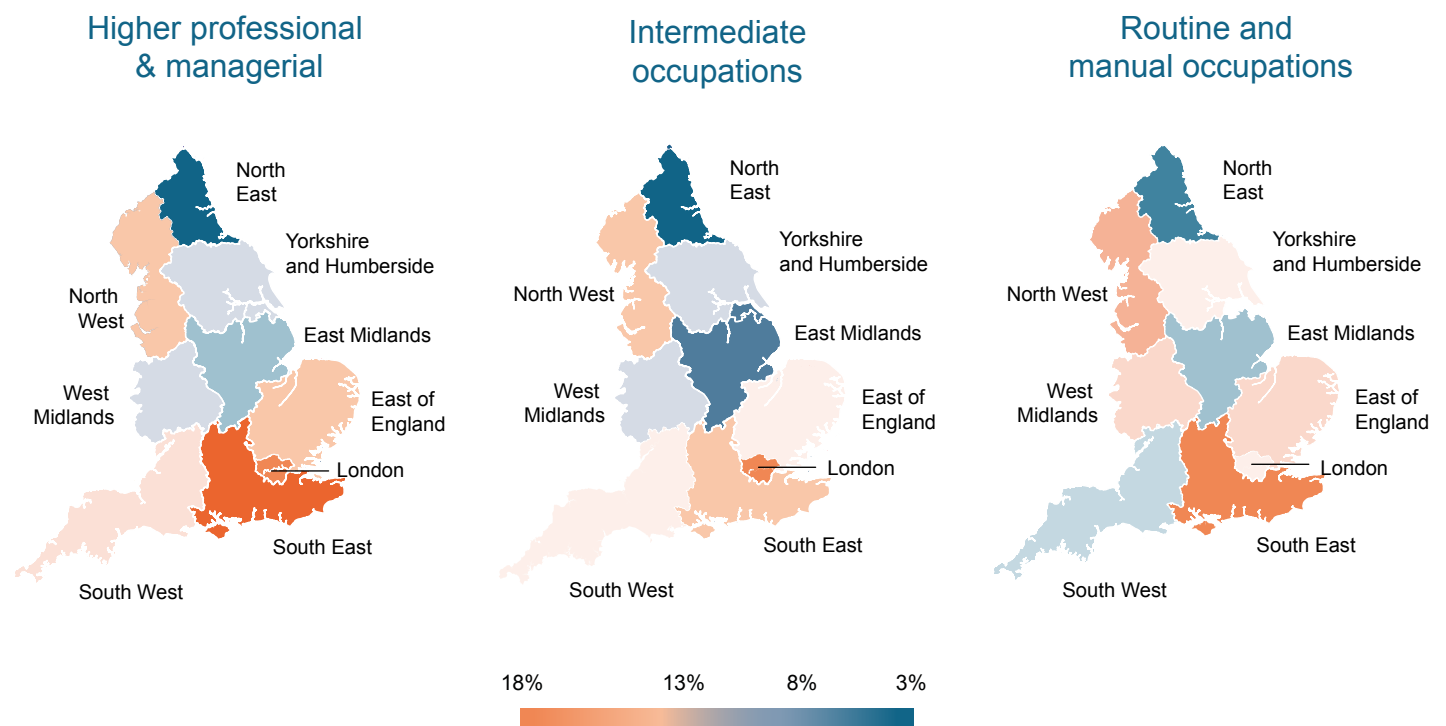 Higher professional
& managerial
North
East
Yorkshire
and Humberside
North
West
East Midlands
West
Midlands
East of
England
London
South East
South West
Intermediate
occupations
North
East
Yorkshire
and Humberside
North West
East Midlands
West
Midlands
East of
England
London
South East
South West
Routine and
manual occupations
North
East
Yorkshire
and Humberside
North West
East Midlands
West
Midlands
East of
England
London
South East
South West
18% 13% 8% 3%